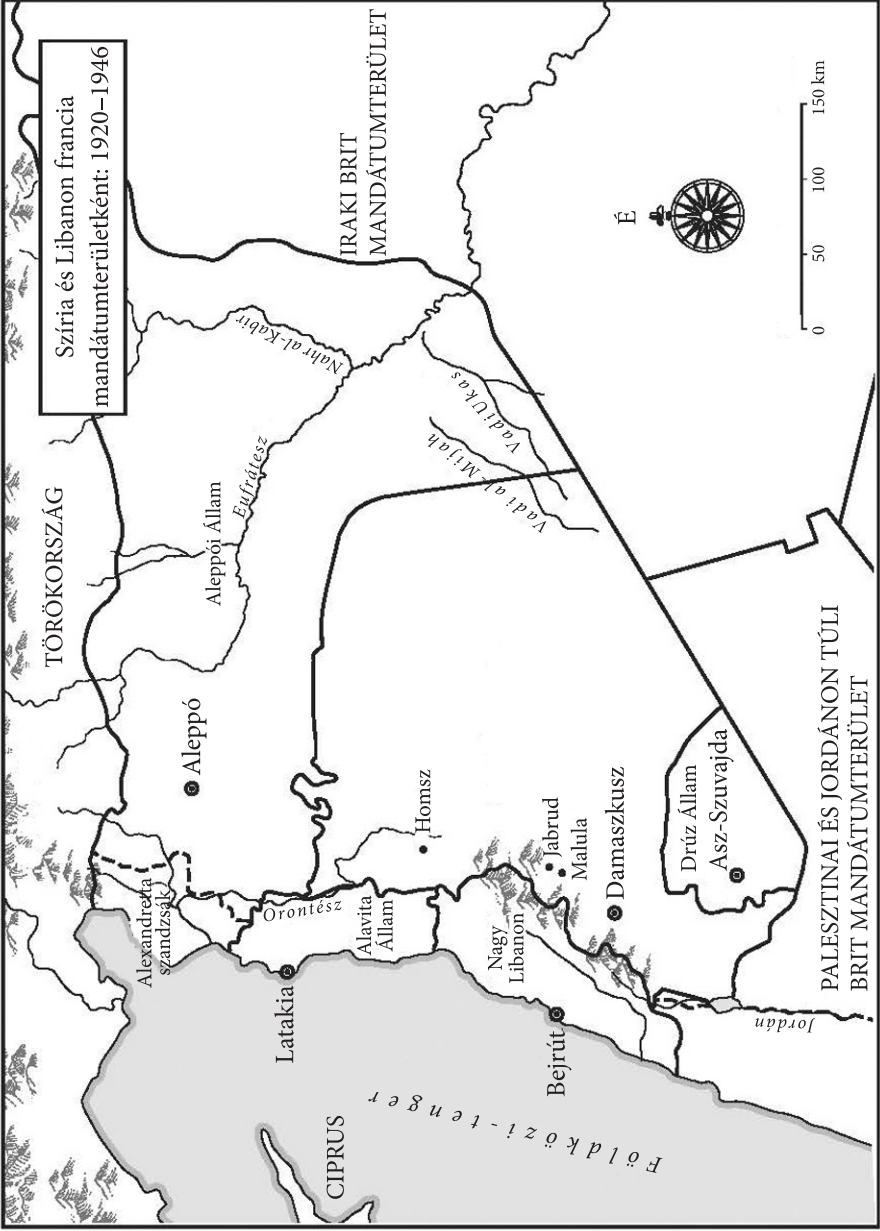 Szíria és Libanon francia
mandátumterületként: 1920–1946
TÖRÖKORSZÁG
IRAKI BRIT
MANDÁTUMTERÜLET
Nahr al-Kabir
Eufrátesz
Aleppói Állam
Aleppó
Vadi Ukas
Vadi al-Mijah
Alexandretta
szandzsák
Orontész
Alavita
Állam
Latakia
Homsz
Nagy
Libanon
Jabrud
Malula
Damaszkusz
Bejrút
Drúz Állam
Asz-Szuvajda
Jordán
PALESZTINAI ÉS JORDÁNON TÚLI
BRIT MANDÁTUMTERÜLET
CIPRUS
Földközi-tenger
É
0 50 100 150 km